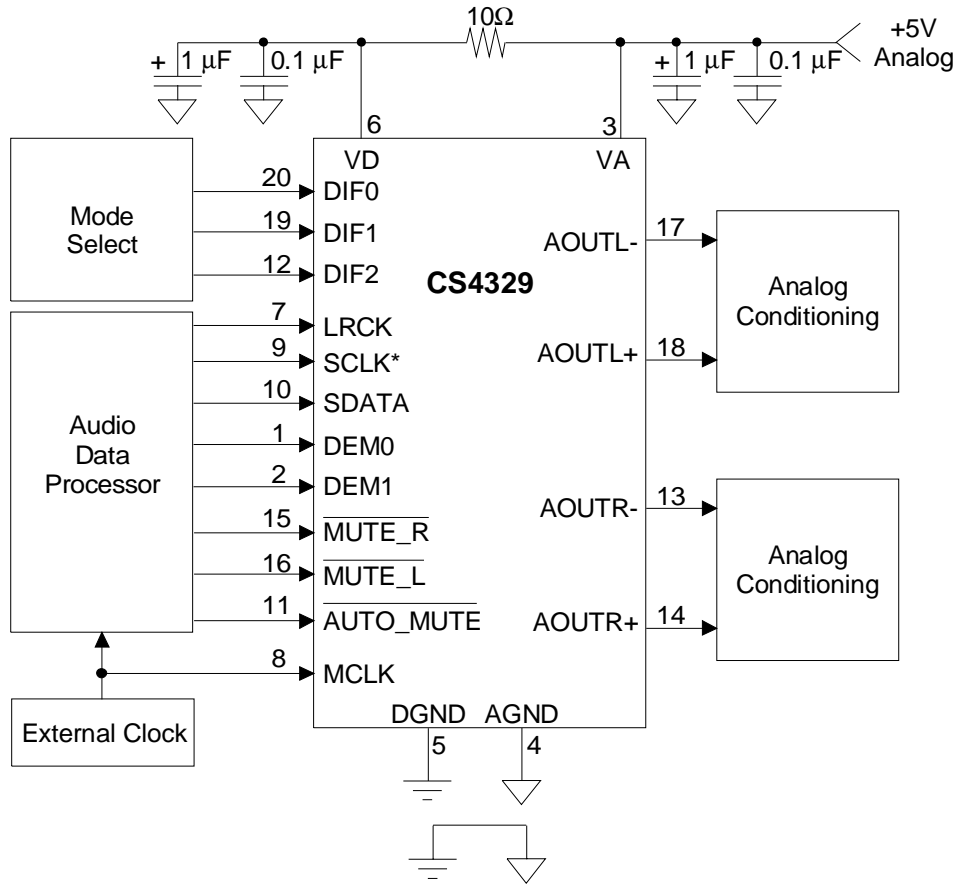 10Ω
+5V
Analog
+ 1 µF
0.1 µF
+ 1 µF
0.1 µF
6
3
VD
VA
Mode
Select
20
DIF0
19
DIF1
12
DIF2
CS4329
AOUTL-
17
AOUTL+
18
Analog
Conditioning
Audio
Data
Processor
7
LRCK
9
SCLK*
10
SDATA
1
DEM0
2
DEM1
15
MUTE_R
16
MUTE_L
11
AUTO_MUTE
8
MCLK
AOUTR-
13
AOUTR+
14
Analog
Conditioning
External Clock
DGND
AGND
5
4